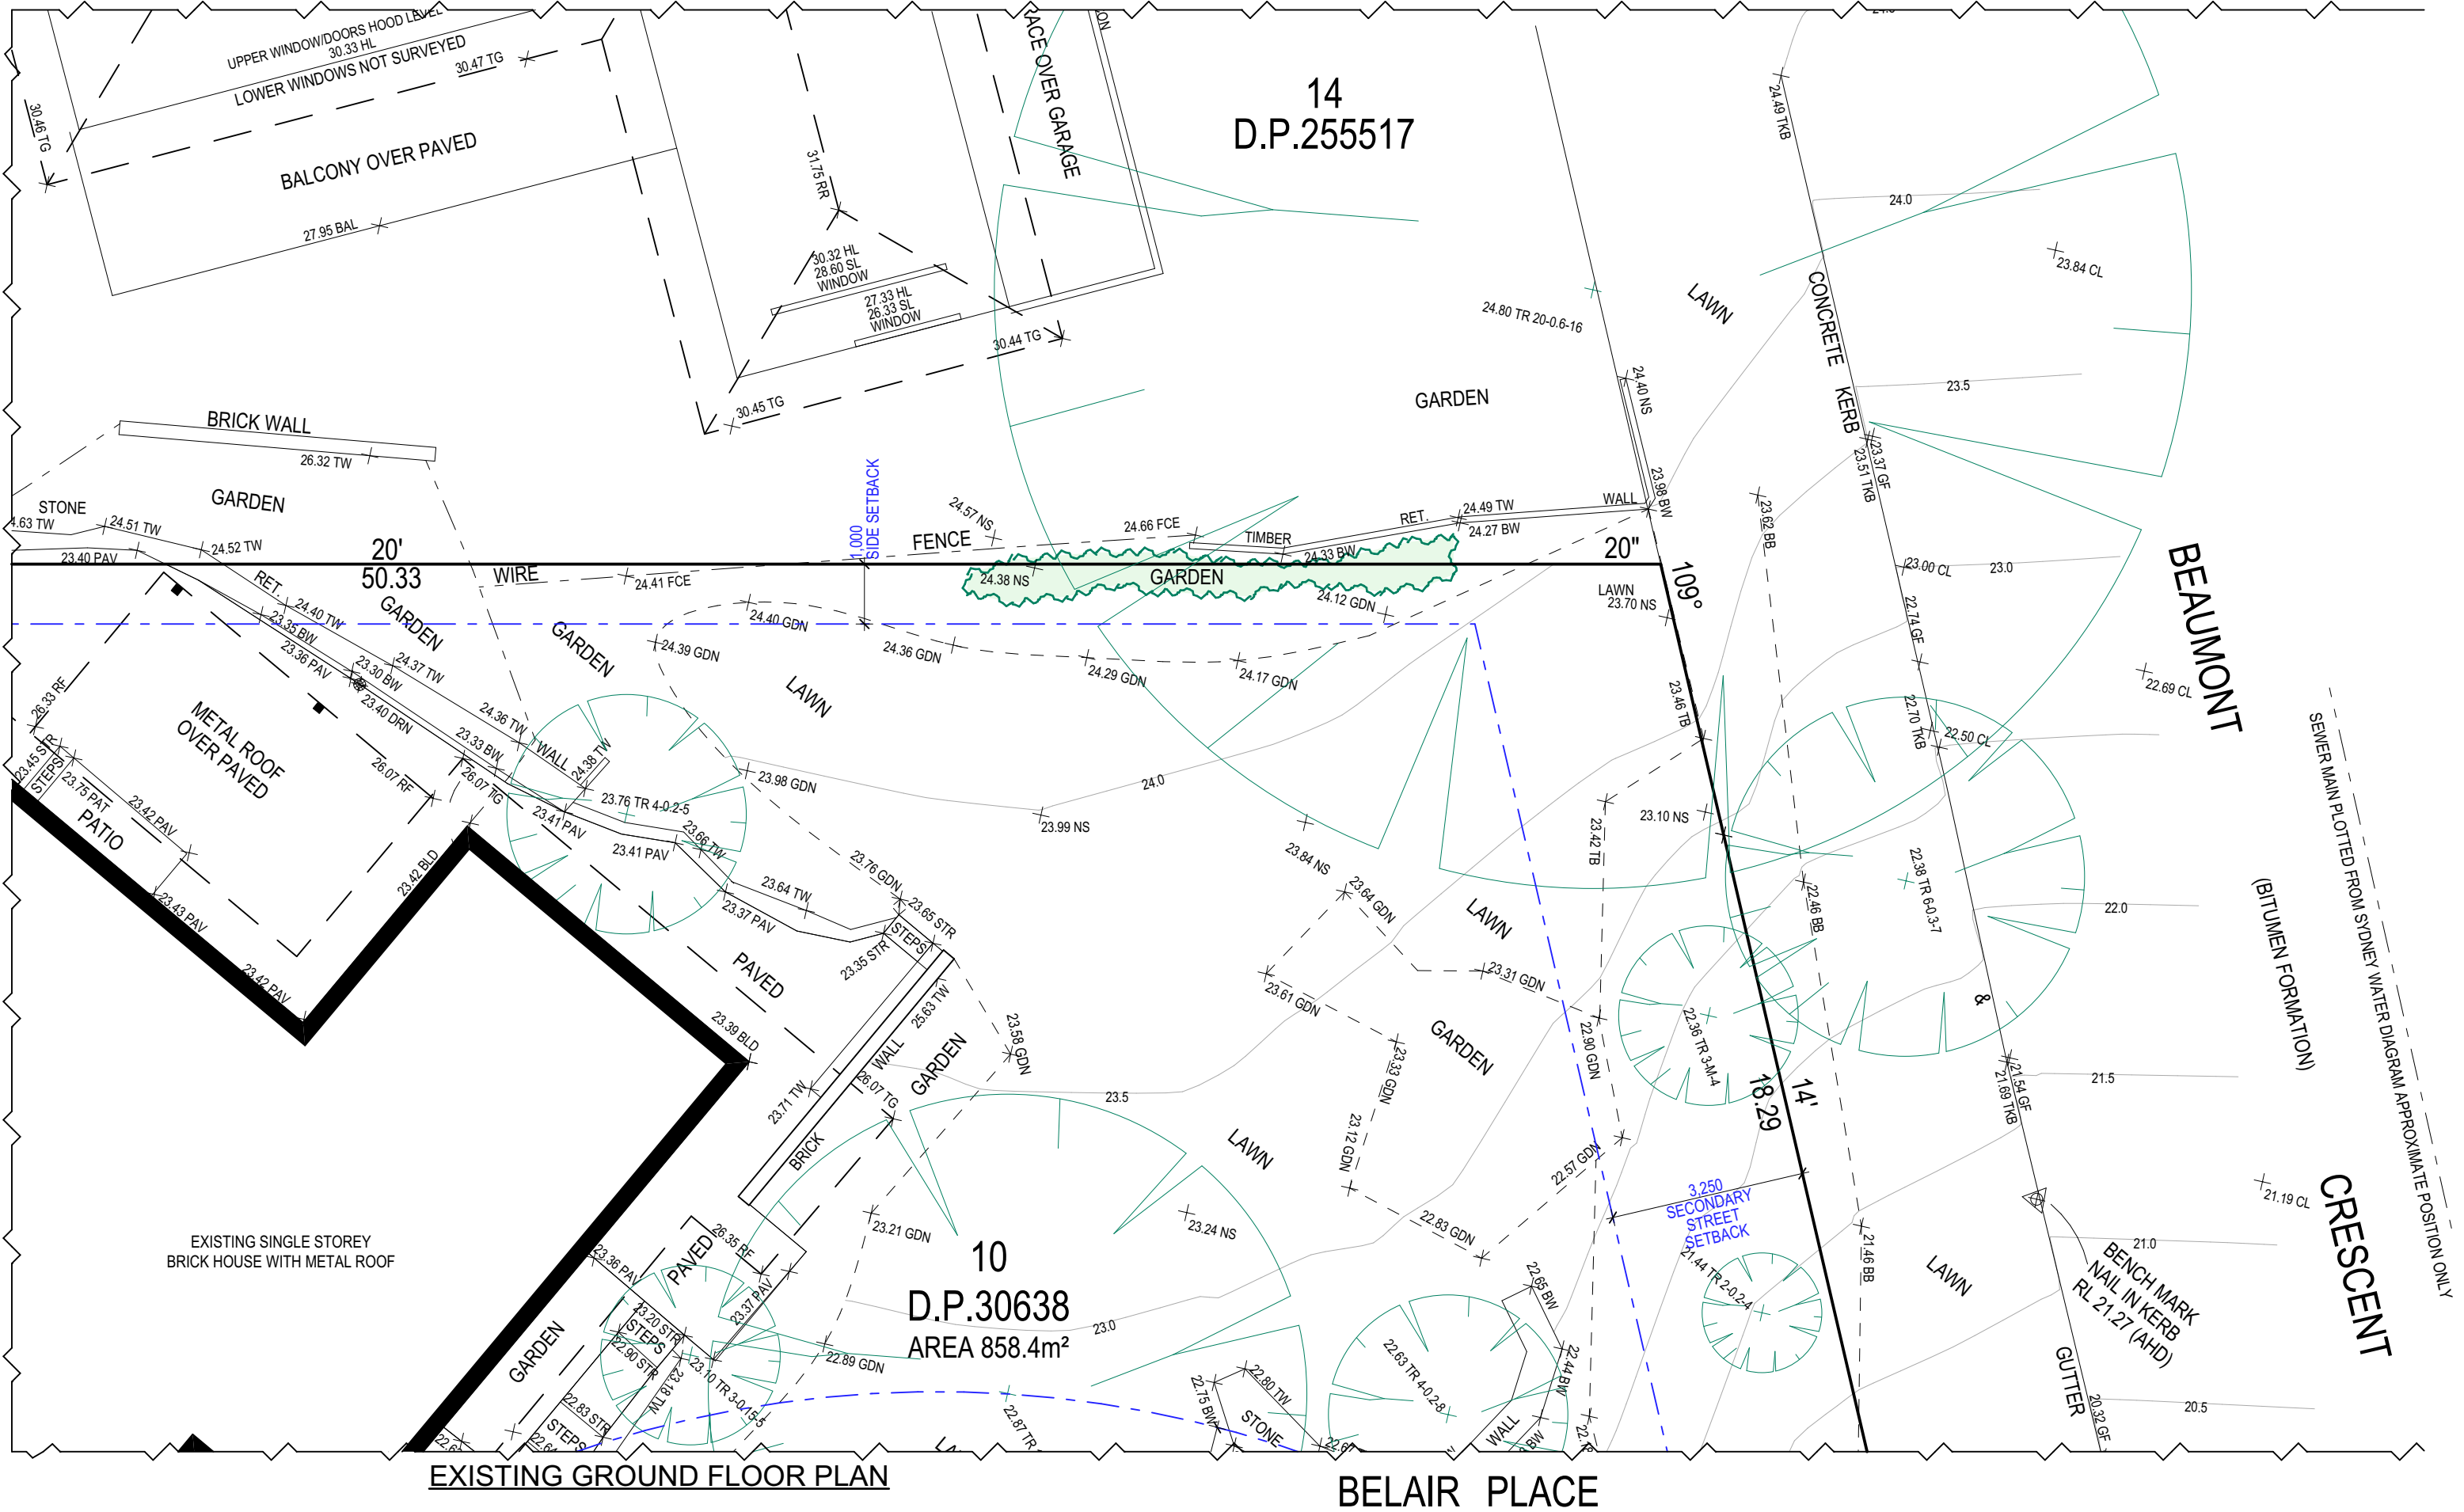 UPPER WINDOW/DOORS HOOD LEVEL
30.33 HL
LOWER WINDOWS NOT SURVEYED
30.47 TG
30.46 TG
BALCONY OVER PAVED
27.95 BAL
31.75 RR
30.32 HL
28.60 SL
WINDOW
27.33 HL
26.33 SL
WINDOW
30.44 TG
30.45 TG
OVER GARAGE
14
D.P.255517
24.49 TKB
24.0
23.84 CL
24.80 TR 20-0.6-16
LAWN
CONCRETE KERB
23.5
GARDEN
24.40 NS
23.98 BW
23.37 GF
23.51 TKB
BRICK WALL
26.32 TW
GARDEN
STONE
24.51 TW
24.52 TW
23.40 PAV
20'
50.33
WIRE
FENCE
1,000
SIDE SETBACK
24.57 NS
24.66 FCE
24.41 FCE
24.38 NS
GARDEN
TIMBER
RET.
WALL
24.49 TW
24.27 BW
24.33 BW
20"
109°
LAWN
23.70 NS
23.62 BB
23.00 CL
23.0
22.74 GF
BEAUMONT
RET.
24.40 TW
GARDEN
23.35 BW
23.36 PAV
23.30 BW
24.37 TW
23.40 DRN
GARDEN
24.40 GDN
24.39 GDN
24.36 GDN
24.29 GDN
24.17 GDN
24.12 GDN
LAWN
23.46 TB
22.69 CL
22.70 TKB
22.50 CL
26.33 RF
METAL ROOF
OVER PAVED
26.07 RF
24.36 TW
WALL
24.38 TW
23.33 BW
26.07 TG
23.76 TR 4-0.2-5
23.66 TW
23.41 PAV
23.41 PAV
23.98 GDN
24.0
23.99 NS
23.84 NS
23.42 TB
23.10 NS
23.45 STR
STEPS
23.75 PAT
23.42 PAV
PATIO
23.43 PAV
23.42 PAV
23.42 BLD
23.76 GDN
23.64 TW
23.37 PAV
23.65 STR
STEPS
23.35 STR
23.64 GDN
LAWN
22.46 BB
22.38 TR 6-0.3-7
22.0
(BITUMEN FORMATION)
SEWER MAIN PLOTTED FROM SYDNEY WATER DIAGRAM APPROXIMATE POSITION ONLY
PAVED
23.39 BLD
25.63 TW
WALL
23.71 TW
26.07 TG
BRICK
GARDEN
23.58 GDN
23.61 GDN
23.31 GDN
GARDEN
23.33 GDN
22.90 GDN
22.36 TR 3-M-4
&
23.5
23.12 GDN
LAWN
22.57 GDN
18.29
14'
21.54 GF
21.69 TKB
21.5
21.19 CL
CRESCENT
3,250
SECONDARY
STREET
SETBACK
EXISTING SINGLE STOREY
BRICK HOUSE WITH METAL ROOF
PAVED
26.35 RF
23.36 PAV
23.37 PAV
23.21 GDN
23.24 NS
22.83 GDN
10
D.P.30638
AREA 858.4m²
23.0
22.89 GDN
21.44 TR 2-0.2-4
21.46 BB
LAWN
21.0
BENCH MARK
NAIL IN KERB
RL 21.27 (AHD)
GARDEN
23.20 STR
STEPS
22.90 STR
23.10 TR 3-0.15-5
23.18 TW
22.83 STR
STEPS
22.87 TR
22.75 BW
22.80 TW
STONE
22.63 TR 4-0.2-8
22.65 BW
22.44 BW
WALL
BW
GUTTER
20.32 GF
20.5
EXISTING GROUND FLOOR PLAN
BELAIR PLACE